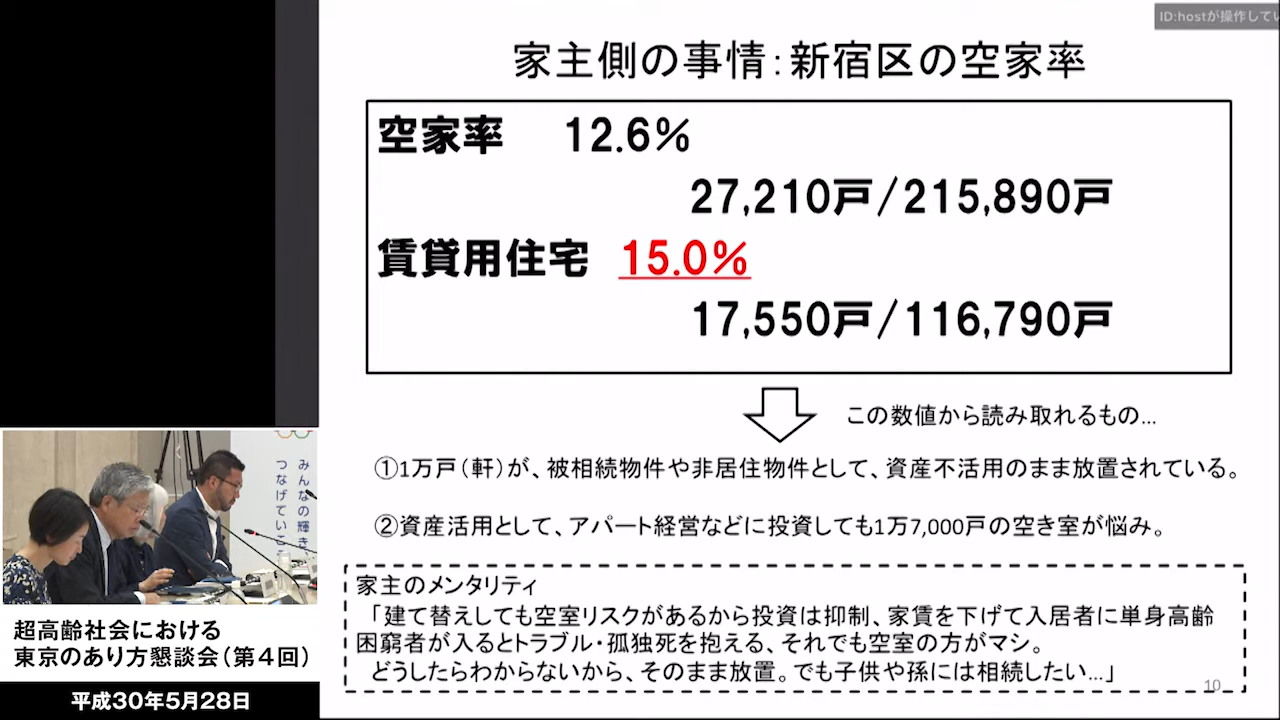 ID:hostが操作してい
家主側の事情:新宿区の空家率
空家率 12.6%
27,210戸/215,890戸
賃貸用住宅 15.0%
17,550戸/116,790戸
この数値から読み取れるもの…
①1万戸(軒)が、被相続物件や非居住物件として、資産不活用のまま放置されている。
②資産活用として、アパート経営などに投資しても1万7,000戸の空き室が悩み。
家主のメンタリティ
「建て替えしても空室リスクがあるから投資は抑制、家賃を下げて入居者に単身高齢
困窮者が入るとトラブル・孤独死を抱える、それでも空室の方がマシ。
どうしたらわからないから、そのまま放置。でも子供や孫には相続したい…」
10
みんなの輝き、
つなげていこう
超高齢社会における
東京のあり方懇談会(第4回)
平成30年5月28日